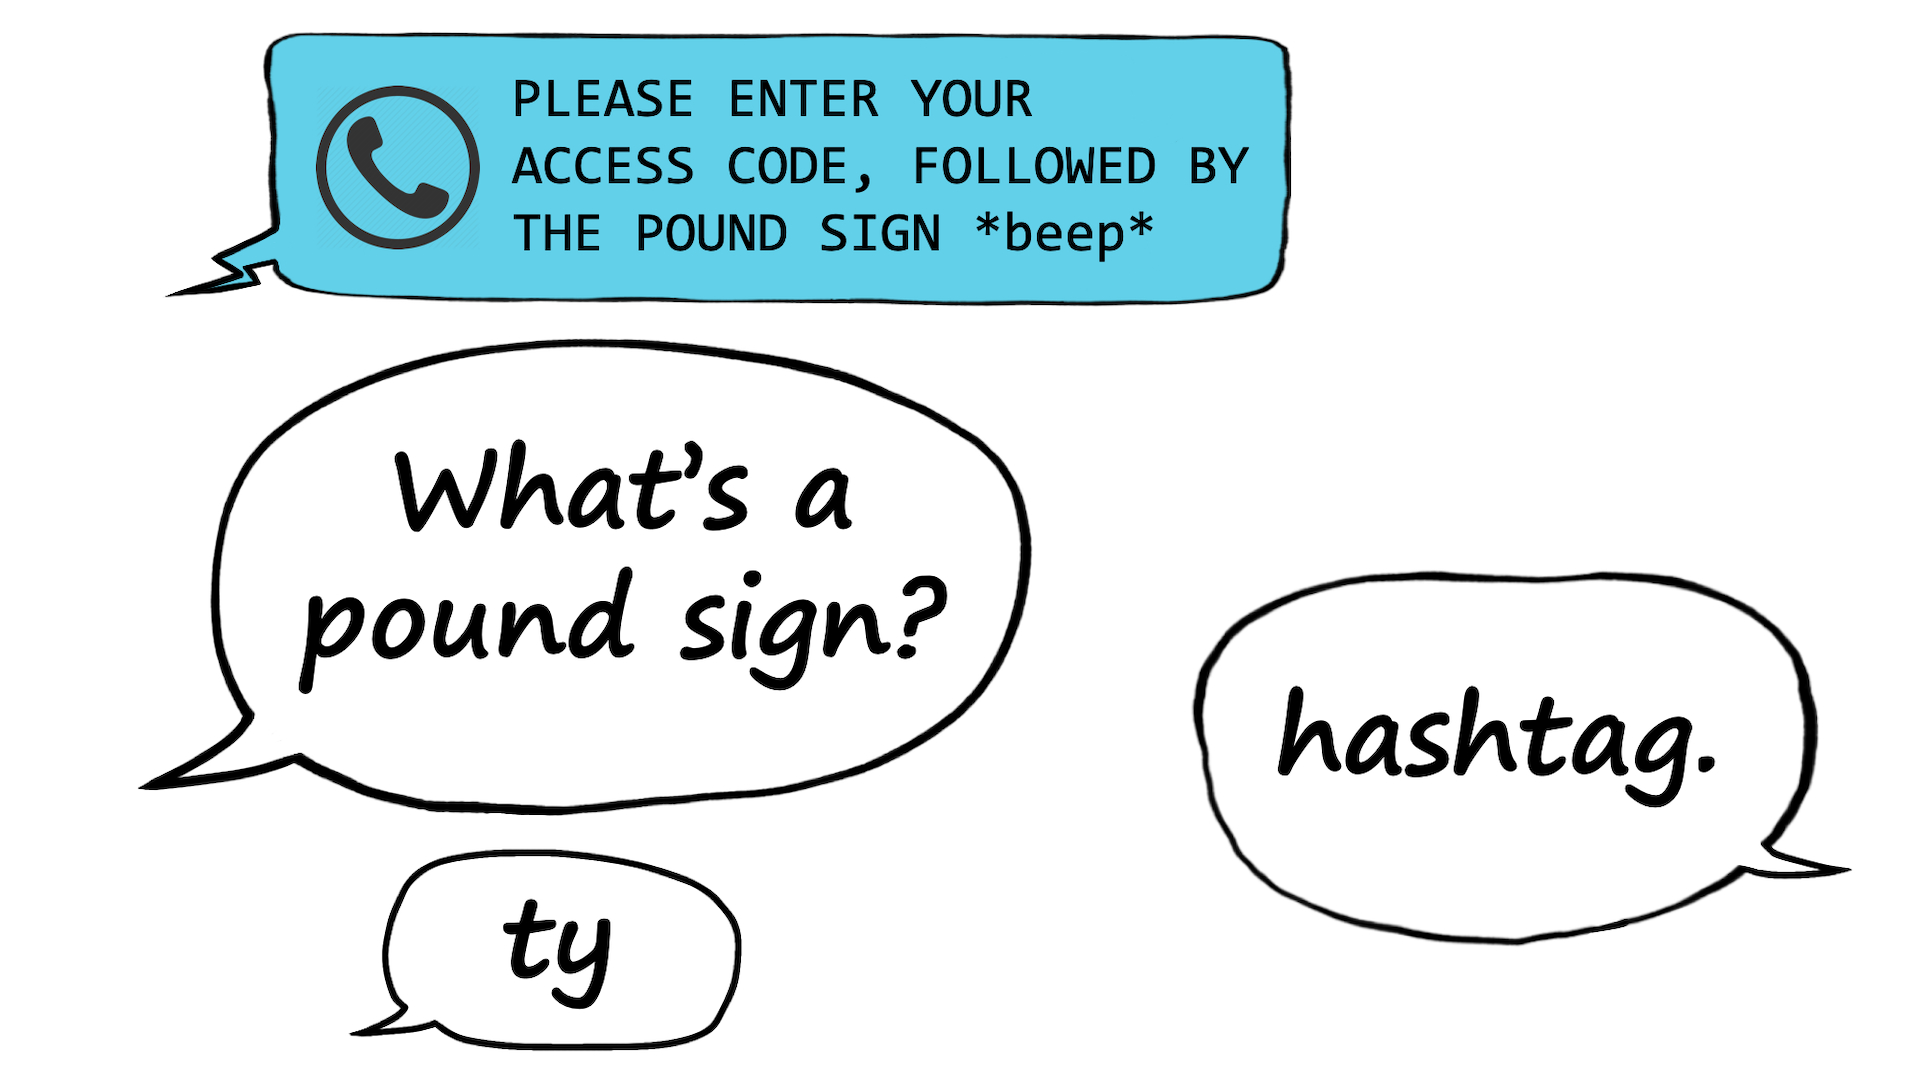 PLEASE ENTER YOUR
ACCESS CODE, FOLLOWED BY
THE POUND SIGN *beep*
What’s a
pound sign?
hashtag.
ty